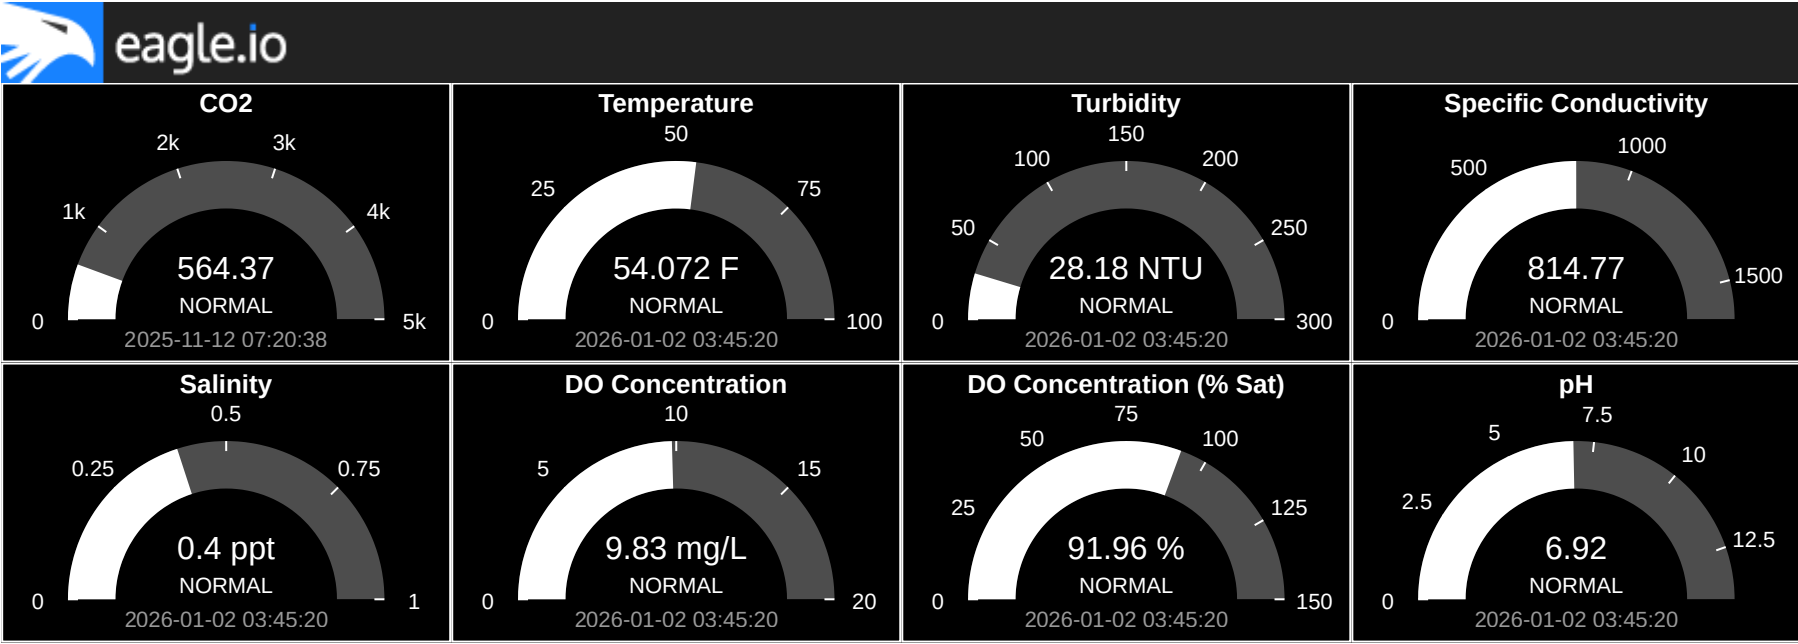 eagle.io
CO2
0
1k
2k
3k
4k
5k
564.37
NORMAL
2025-11-12 07:20:38
Temperature
0
25
50
75
100
54.072 F
NORMAL
2026-01-02 03:45:20
Turbidity
0
50
100
150
200
250
300
28.18 NTU
NORMAL
2026-01-02 03:45:20
Specific Conductivity
0
500
1000
1500
814.77
NORMAL
2026-01-02 03:45:20
Salinity
0
0.25
0.5
0.75
1
0.4 ppt
NORMAL
2026-01-02 03:45:20
DO Concentration
0
5
10
15
20
9.83 mg/L
NORMAL
2026-01-02 03:45:20
DO Concentration (% Sat)
0
25
50
75
100
125
150
91.96 %
NORMAL
2026-01-02 03:45:20
pH
0
2.5
5
7.5
10
12.5
6.92
NORMAL
2026-01-02 03:45:20